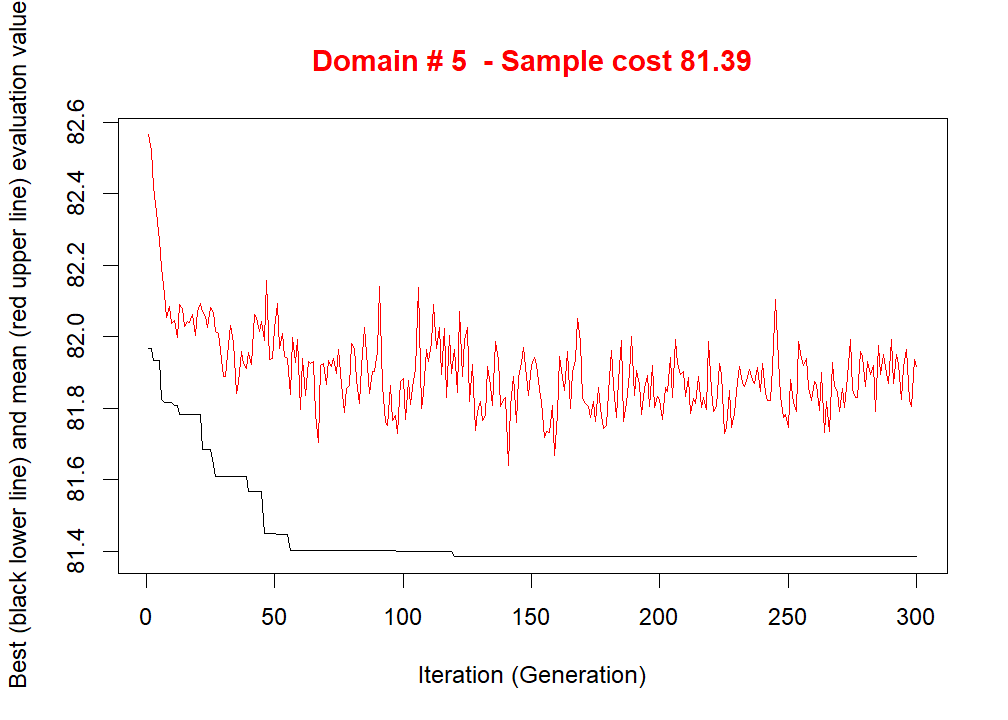 Domain # 5  - Sample cost 81.39
Best (black lower line) and mean (red upper line) evaluation value
82.6
82.4
82.2
82.0
81.8
81.6
81.4
0 50 100 150 200 250 300
Iteration (Generation)